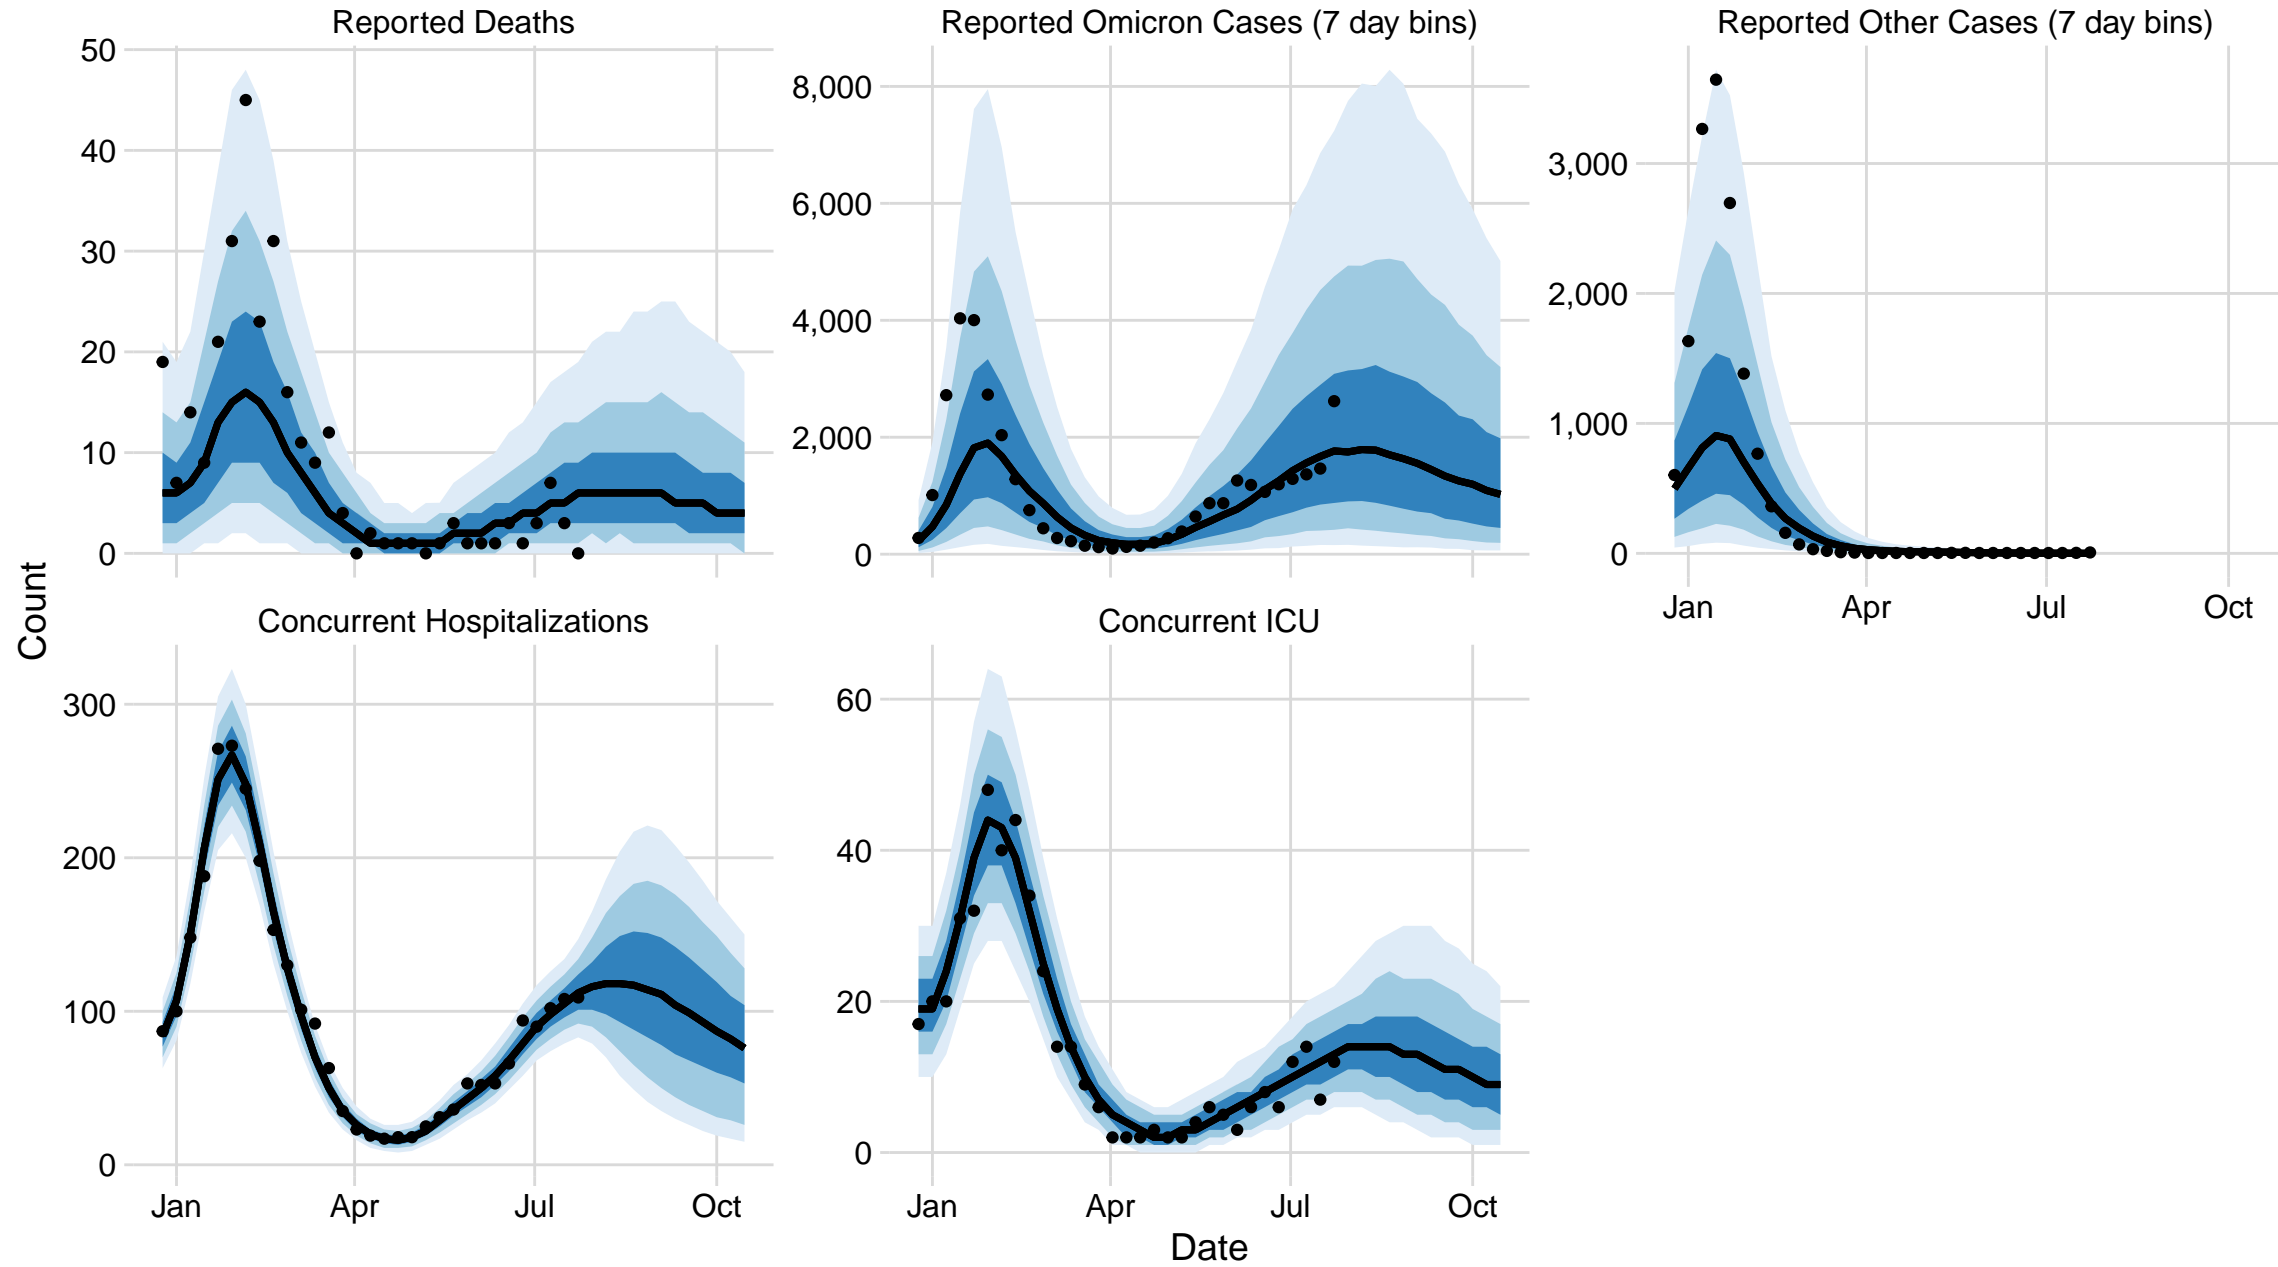 Reported Deaths
50
40
30
20
10
0
Reported Omicron Cases (7 day bins)
8,000
6,000
4,000
2,000
0
Reported Other Cases (7 day bins)
3,000
2,000
1,000
0
Jan Apr Jul Oct
Count
Concurrent Hospitalizations
300
200
100
0
Jan Apr Jul Oct
Concurrent ICU
60
40
20
0
Jan Apr Jul Oct
Date